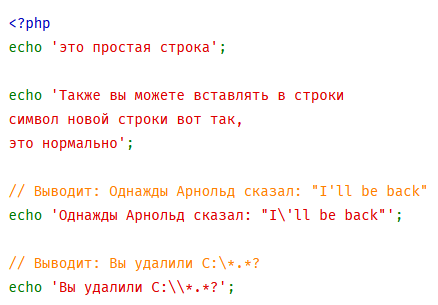 <?php
echo 'это простая строка';
echo 'Также вы можете вставлять в строки
символ новой строки вот так,
это нормально';
// Выводит: Однажды Арнольд сказал: "I'll be back"
echo 'Однажды Арнольд сказал: "I\'ll be back"';
// Выводит: Вы удалили C:\*.*?
echo 'Вы удалили C:\\*.*?';